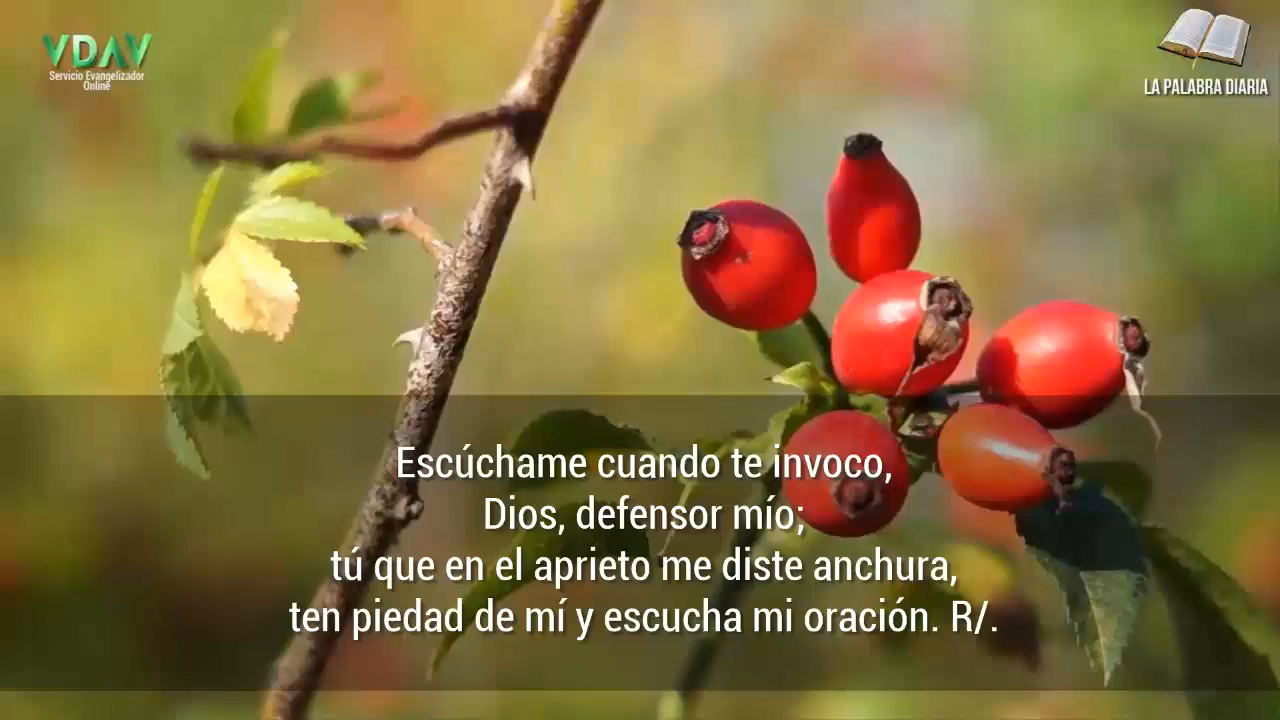 VDAV
Servicio Evangelizador
Online
LA PALABRA DIARIA
Escúchame cuando te invoco,
Dios, defensor mío;
tú que en el aprieto me diste anchura,
ten piedad de mí y escucha mi oración. R/.